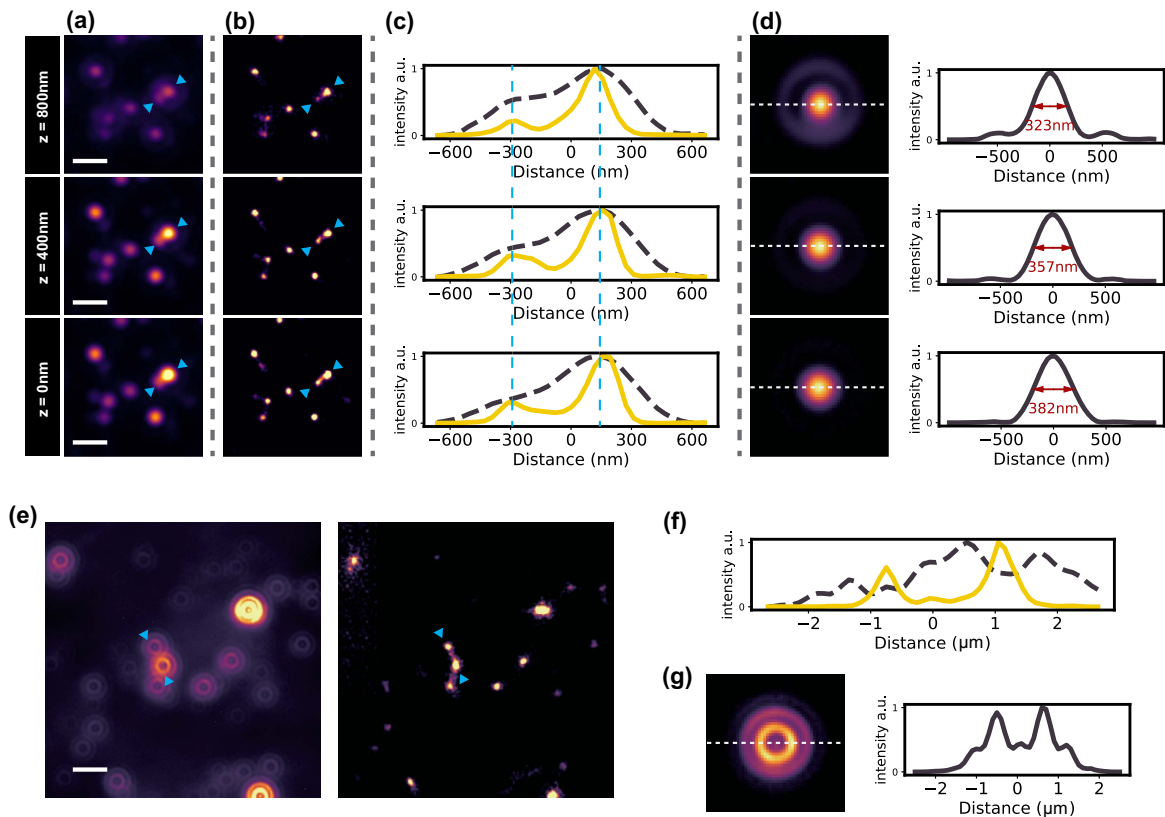 (a)
(b)
(c)
(d)
z = 800nm
z = 400nm
z = 0nm
intensity a.u.
1
0
−600
−300
0
300
600
Distance (nm)
intensity a.u.
1
0
−600
−300
0
300
600
Distance (nm)
intensity a.u.
1
0
−600
−300
0
300
600
Distance (nm)
intensity a.u.
1
0
323nm
−500
0
500
Distance (nm)
intensity a.u.
1
0
357nm
−500
0
500
Distance (nm)
intensity a.u.
1
0
382nm
−500
0
500
Distance (nm)
(e)
(f)
intensity a.u.
1
0
−2
−1
0
1
2
Distance (μm)
(g)
intensity a.u.
1
0
−2
−1
0
1
2
Distance (μm)